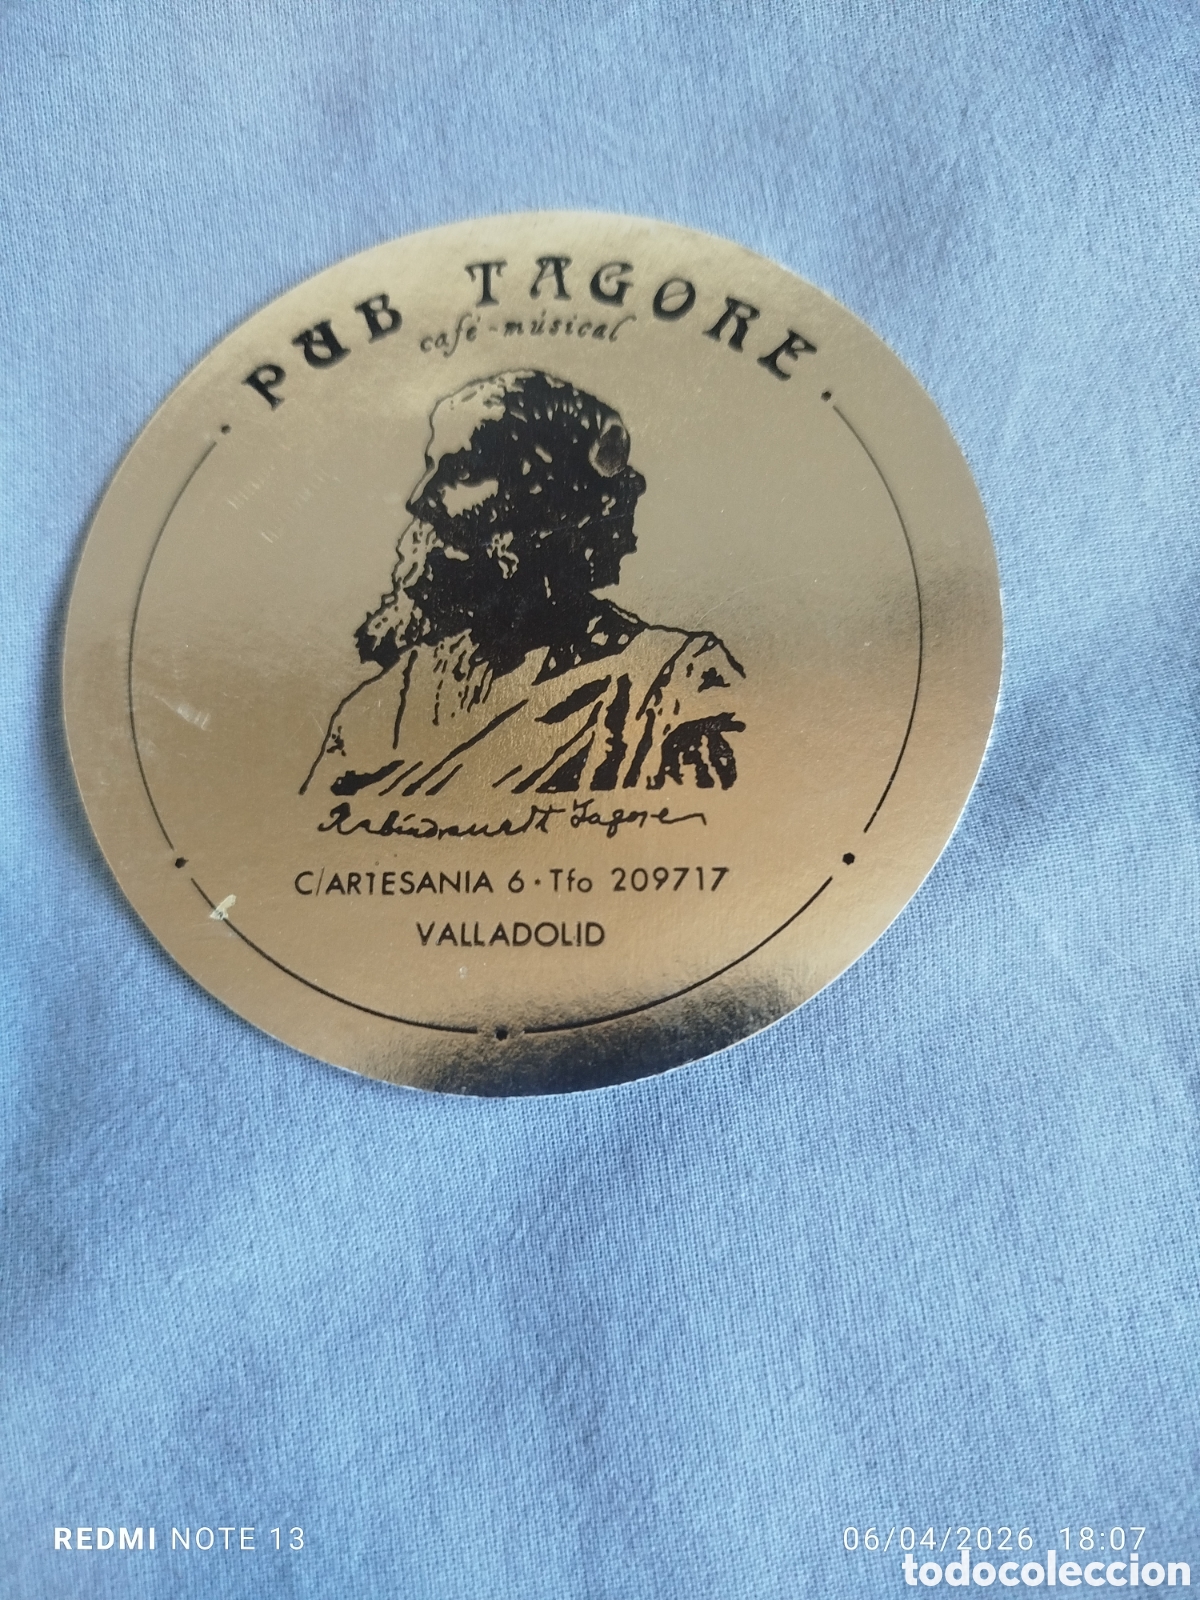 PUB TAGORE
café-músical
Rabindranath Tagore
C/ARTESANIA 6·Tfo 209717
VALLADOLID
REDMI NOTE 13
06/04/2026 18:07
todocoleccion